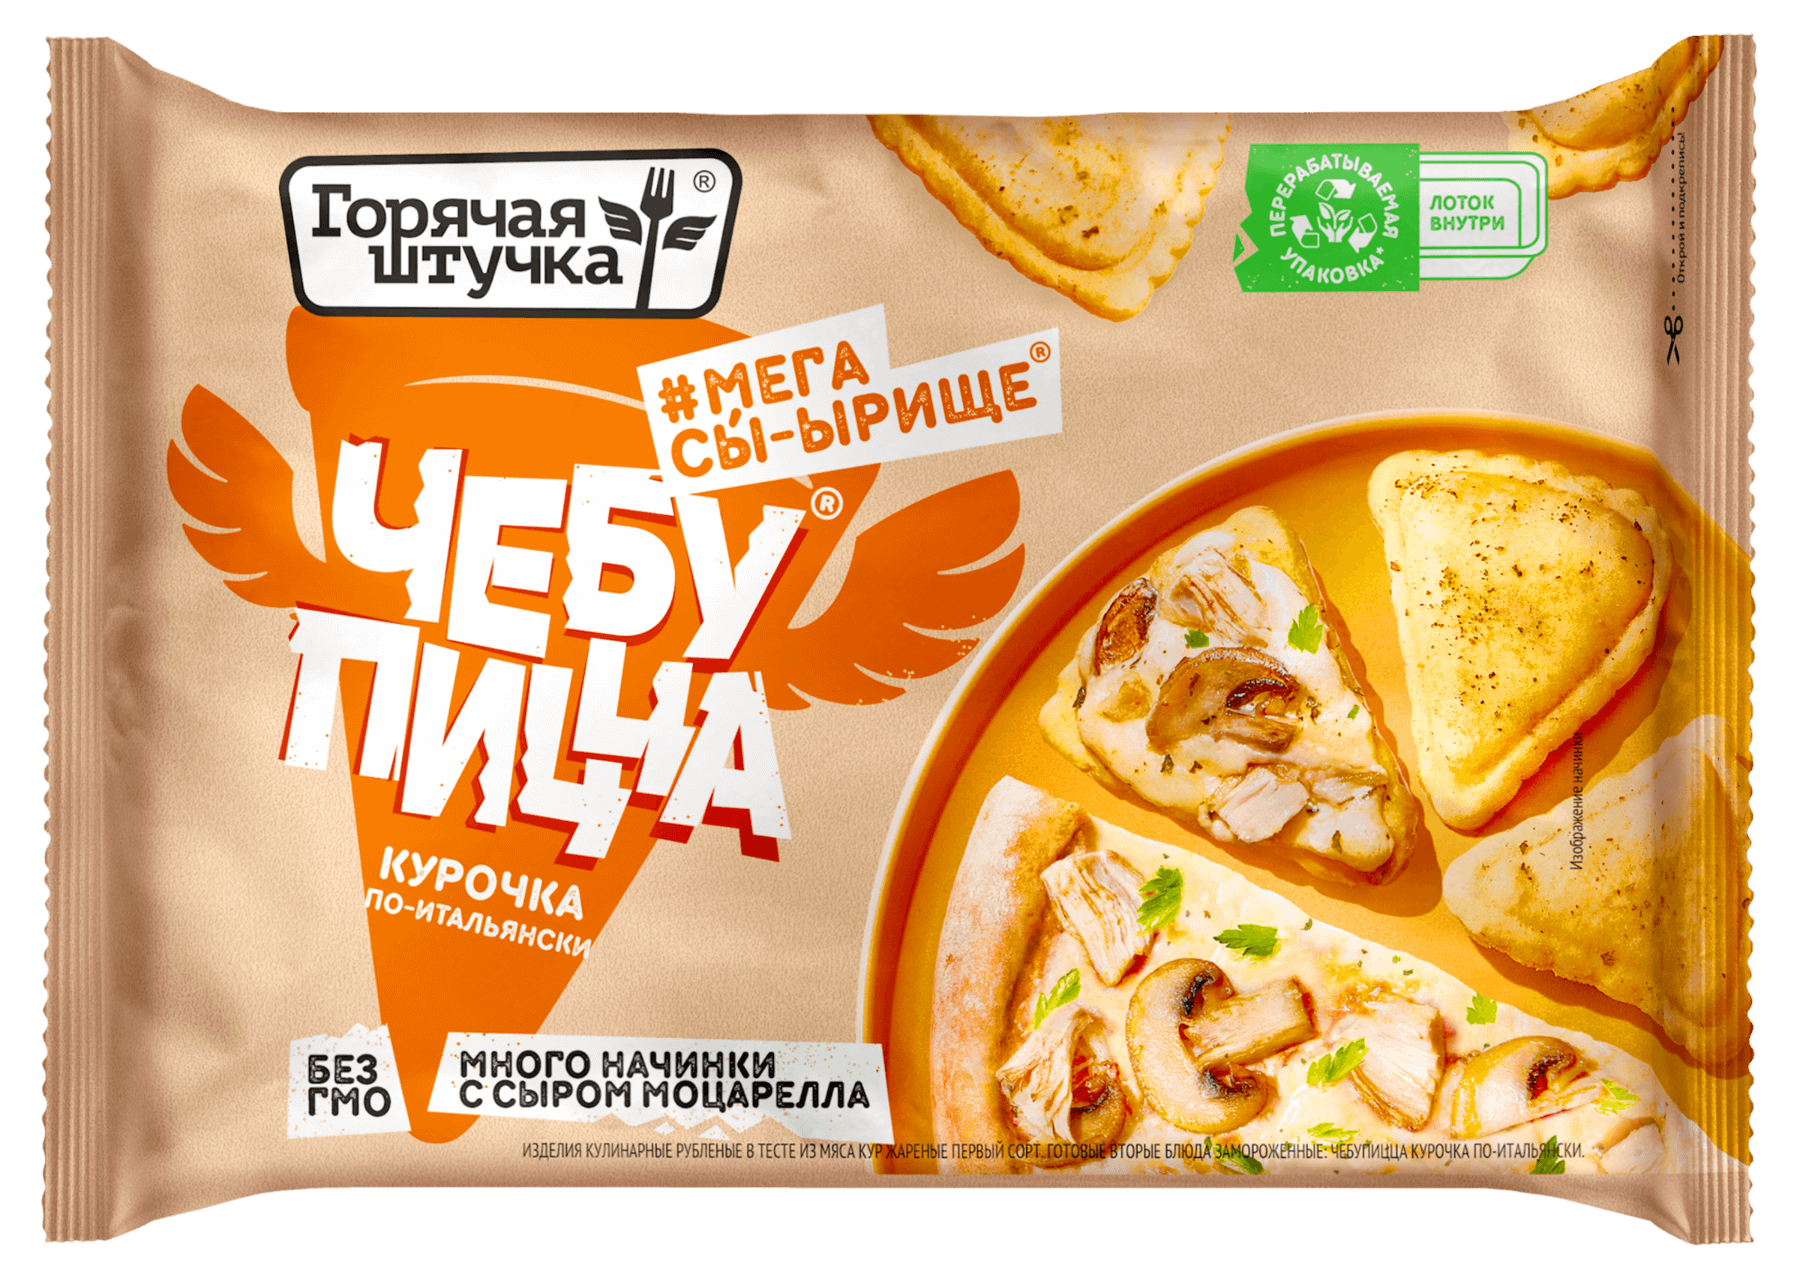 Горячая
штучка
®
ПЕРЕРАБАТЫВАЕМАЯ
УПАКОВКА
ЛОТОК
ВНУТРИ
Открой и подкрепись!
#МЕГА
СЫ-ЫРИЩЕ®
ЧЕБУ®
ПИЦЦА
КУРОЧКА
ПО-ИТАЛЬЯНСКИ
Изображение начинки
БЕЗ
ГМО
МНОГО НАЧИНКИ
С СЫРОМ МОЦАРЕЛЛА
ИЗДЕЛИЯ КУЛИНАРНЫЕ РУБЛЕНЫЕ В ТЕСТЕ ИЗ МЯСА КУР ЖАРЕНЫЕ ПЕРВЫЙ СОРТ. ГОТОВЫЕ ВТОРЫЕ БЛЮДА ЗАМОРОЖЕННЫЕ: ЧЕБУПИЦЦА КУРОЧКА ПО-ИТАЛЬЯНСКИ.